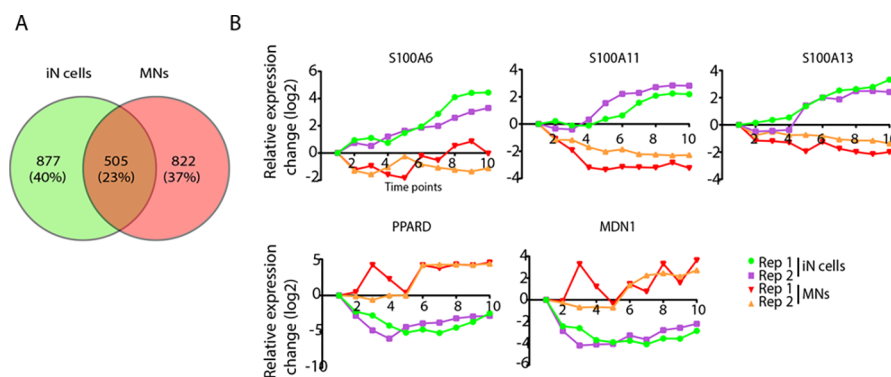 A
B
iN cells
MNs
877
(40%)
505
(23%)
822
(37%)
S100A6
Relative expression
change (log2)
6
4
2
0
-2
2
4
6
8
10
Time points
S100A11
4
2
0
-2
-4
2
4
6
8
10
S100A13
4
2
0
-2
-4
2
4
6
8
10
PPARD
Relative expression
change (log2)
5
0
-5
-10
2
4
6
8
10
MDN1
4
2
0
-2
-4
-6
2
4
6
8
10
Rep 1
Rep 2
iN cells
Rep 1
Rep 2
MNs